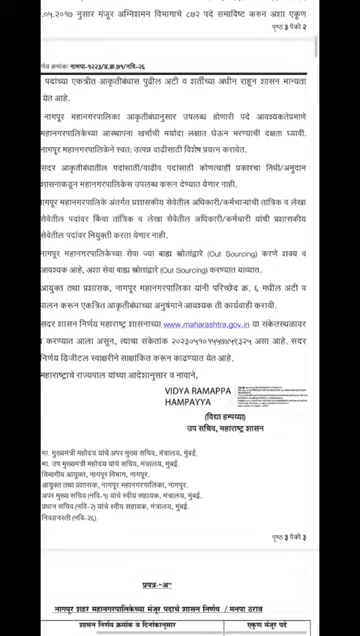 .०५.२०१७ नुसार मंजूर अग्निशमन विभागाचे ८७२ पदे समाविष्ट करुन अशा एकूण
पृष्ठ ३ पैकी २
र्णय क्रमांकः नामपा-१२२३/प्र.क्र.७१/नवि-२६
पदांच्या एकत्रीत आकृतीबंधास पुढील अटी व शर्तीच्या अधीन राहून शासन मान्यता
येत आहे.
नागपूर महानगरपालिका आकृतीबंधानुसार उपलब्ध होणारी पदे आवश्यकतेप्रमाणे
महानगरपालिकेच्या आस्थापना खर्चाची मर्यादा लक्षात घेऊन भरण्याची दक्षता घ्यावी.
नागपूर महानगरपालिकेने स्वतः उत्पन्न वाढीसाठी विशेष प्रयत्न करावेत.
सदर आकृतीबंधातील पदांसाठी/वाढीव पदांसाठी कोणत्याही प्रकारचा निधी/अनुदान
शासनाकडून महानगरपालिकेस उपलब्ध करून देण्यात येणार नाही.
गपूर महानगरपालिके अंतर्गत प्रशासकीय सेवेतील अधिकारी/कर्मचाऱ्यांची तांत्रिक व लेखा
सेवेतील पदांवर किंवा तांत्रिक व लेखा सेवेतील अधिकारी/कर्मचारी यांची प्रशासकीय
सेवेतील पदांवर नियुक्ती करता येणार नाही.
नागपूर महानगरपालिकेच्या सेवा ज्या बाह्य स्त्रोतांद्वारे (Out Sourcing) करणे शक्य व
आवश्यक आहे, अशा सेवा बाह्य स्त्रोतांद्वारे (Out Sourcing) करण्यात याव्यात.
आयुक्त तथा प्रशासक, नागपूर महानगरपालिका यांनी परिच्छेद क्र. ६ मधील अटी व
पालन करून एकत्रित आकृतीबंधाच्या अनुषंगाने आवश्यक ती कार्यवाही करावी.
सदर शासन निर्णय महाराष्ट्र शासनाच्या www.maharashtra.gov.in या संकेतस्थळावर
करण्यात आला असून, त्याचा संकेतांक २०२३०५१०१५५७४५९३२५ असा आहे. सदर
निर्णय डिजीटल स्वाक्षरीने साक्षांकित करून काढण्यात येत आहे.
महाराष्ट्राचे राज्यपाल यांच्या आदेशानुसार व नावाने,
VIDYA RAMAPPA
HAMPAYYA
(विद्या हम्पय्या)
उप सचिव, महाराष्ट्र शासन
मा. मुख्यमंत्री महोदय यांचे अपर मुख्य सचिव, मंत्रालय, मुंबई.
मा. उप मुख्यमंत्री महोदय यांचे सचिव, मंत्रालय, मुंबई.
विभागीय आयुक्त, नागपूर विभाग, नागपूर.
आयुक्त तथा प्रशासक, नागपूर महानगरपालिका, नागपूर.
अपर मुख्य सचिव (नवि-१) यांचे स्वीय सहायक, मंत्रालय, मुंबई.
प्रधान सचिव (नवि-२) यांचे स्वीय सहायक, मंत्रालय, मुंबई.
निवडनस्ती (नवि-२६).
पृष्ठ ३ पैकी ३
प्रपत्र-"अ"
नागपूर शहर महानगरपालिकेच्या मंजूर पदाचे शासन निर्णय / मनपा ठराव
शासन निर्णय क्रमांक व दिनांकानुसार एकूण मंजूर पदे